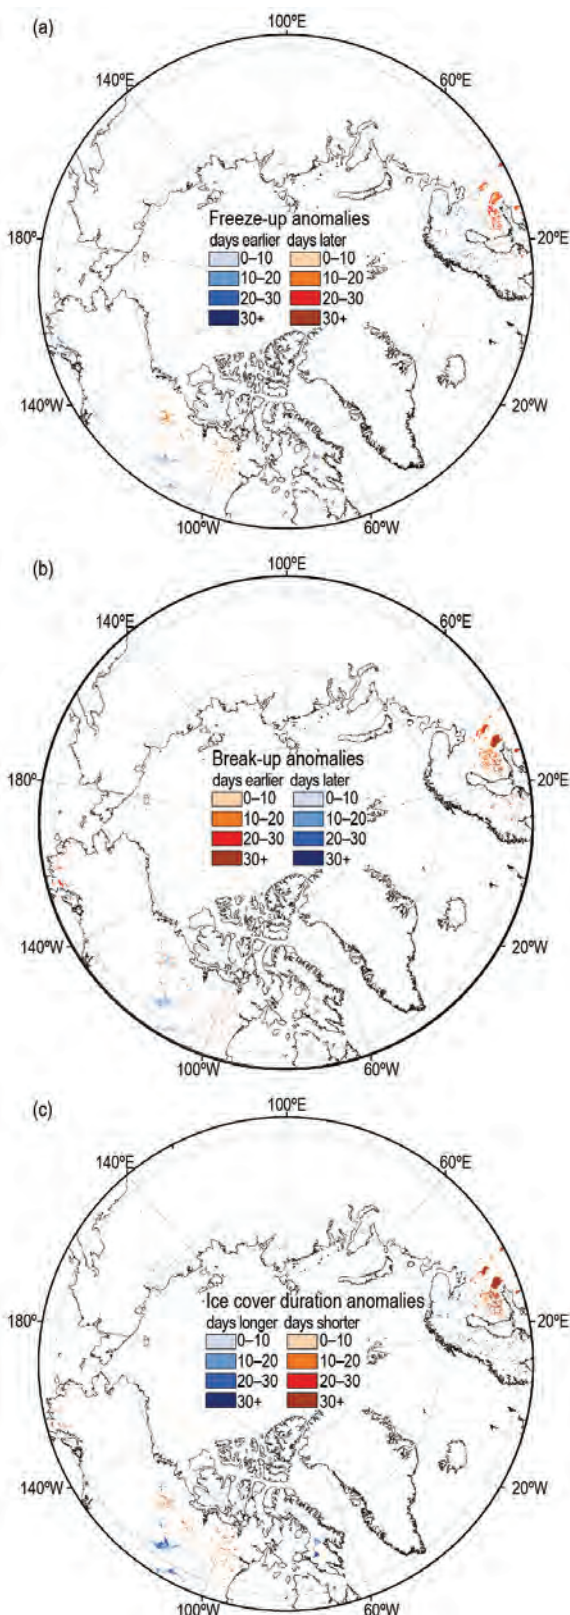 (a)
100ºE
140ºE
60ºE
Freeze-up anomalies
days earlier days later
0–10 0–10
180º
10–20 10–20
20ºE
20–30 20–30
30+ 30+
140ºW
20ºW
100ºW
60ºW
(b)
100ºE
140ºE
60ºE
Break-up anomalies
days earlier days later
180º
0–10 0–10
20ºE
10–20 10–20
20–30 20–30
30+ 30+
140ºW
20ºW
100ºW
60ºW
(c)
100ºE
140ºE
60ºE
Ice cover duration anomalies
180º
days longer days shorter
20ºE
0–10 0–10
10–20 10–20
20–30 20–30
30+ 30+
140ºW
20ºW
100ºW
60ºW